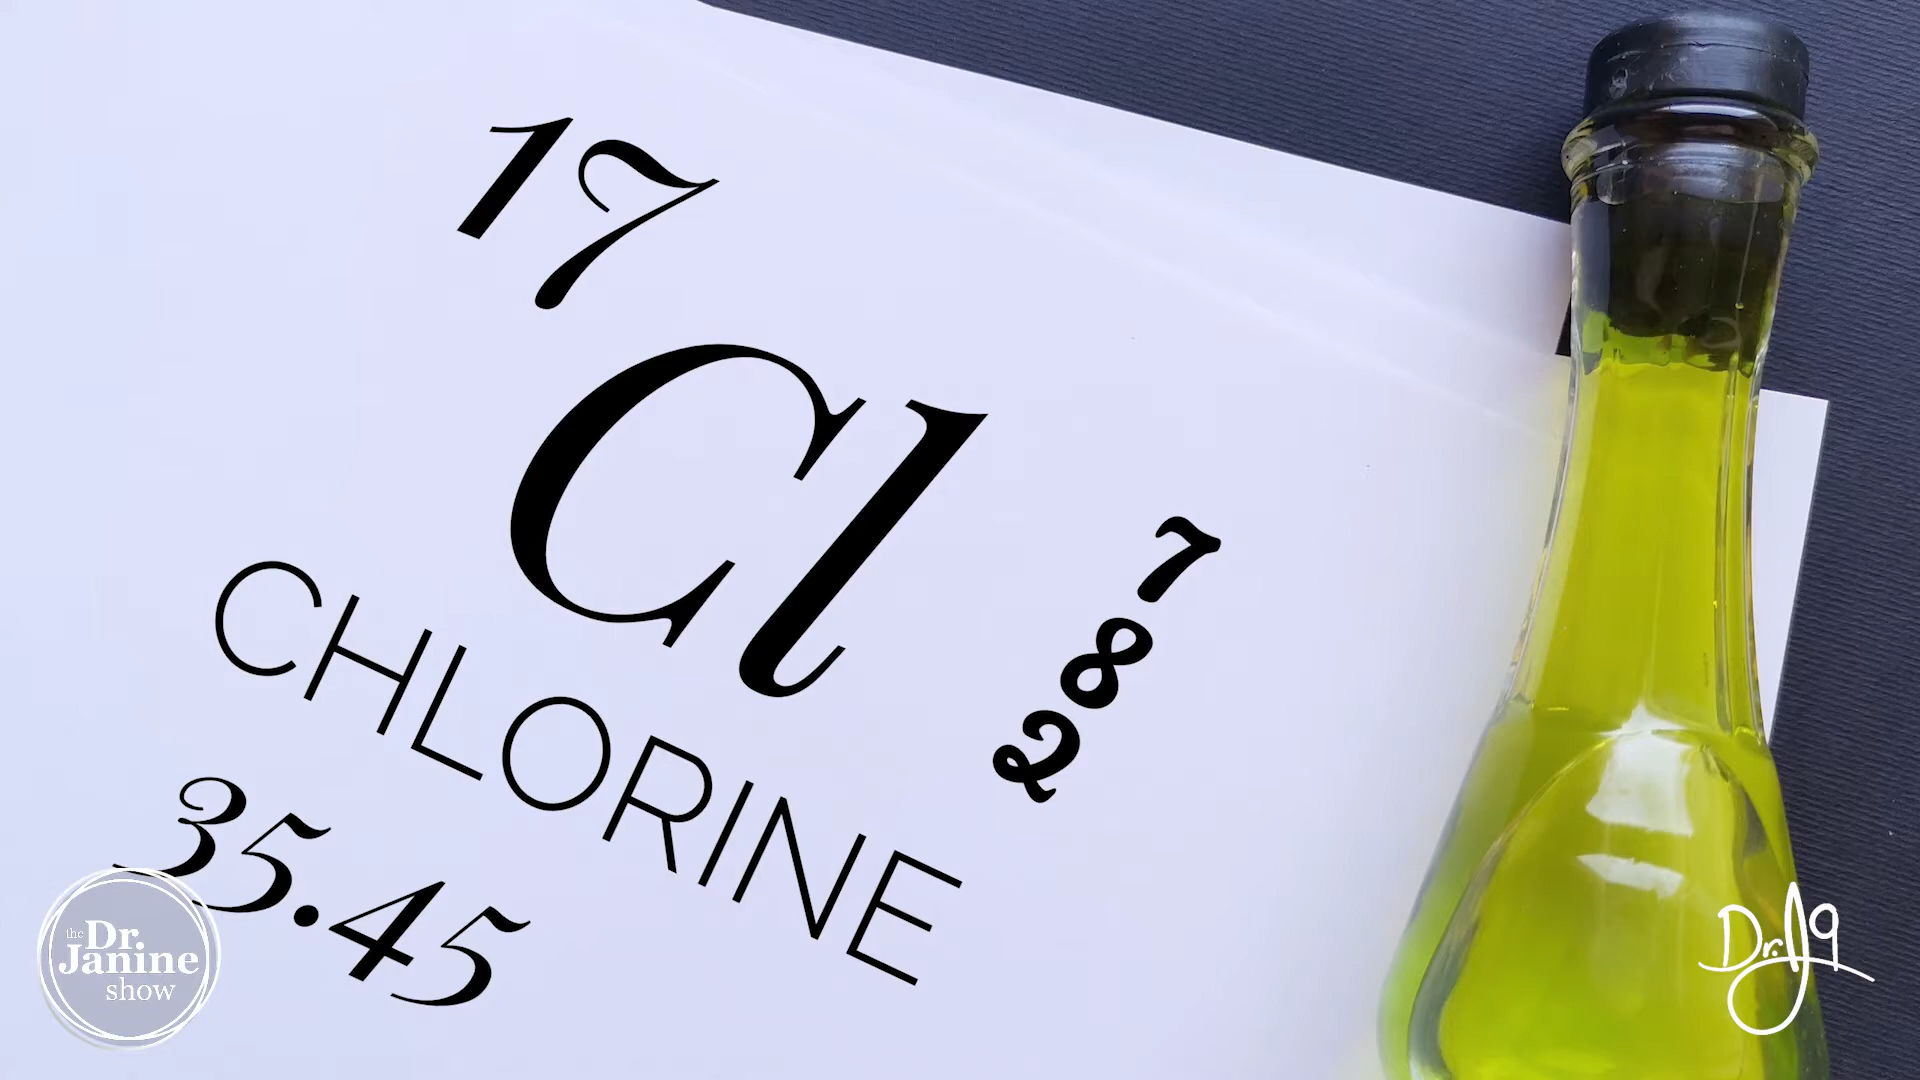 17
Cl
CHLORINE
35.45
7
8
2
the
Dr.
Janine
show
Dr. J9